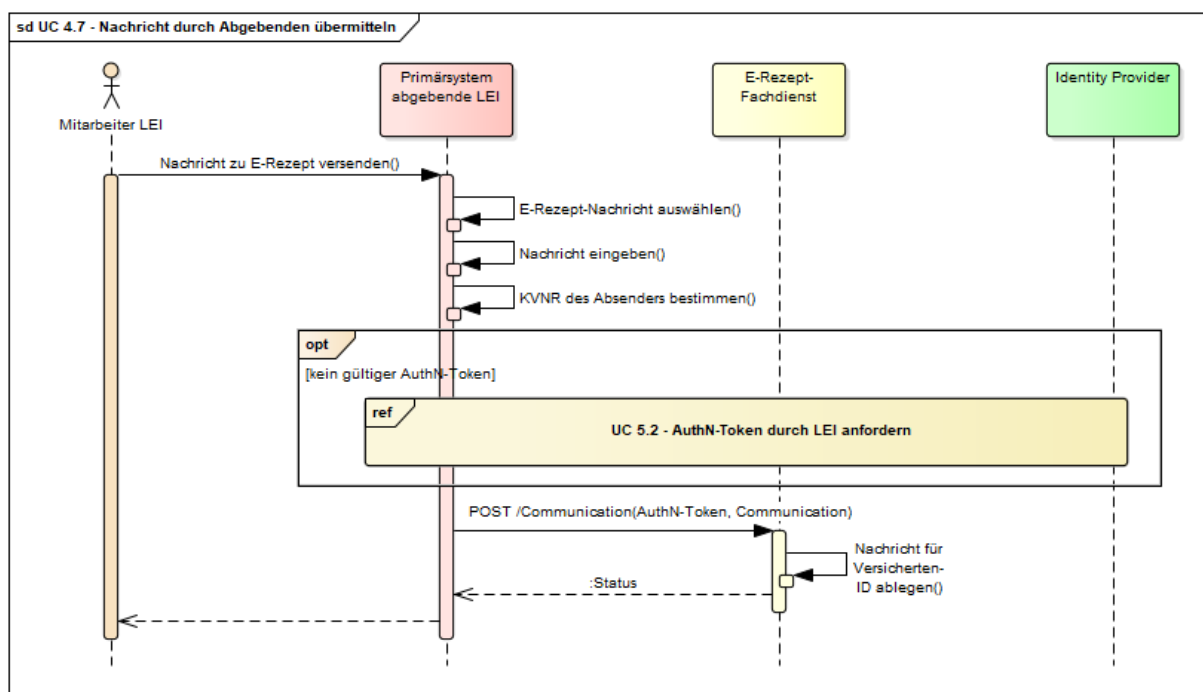 sd UC 4.7 - Nachricht durch Abgebenden übermitteln
Mitarbeiter LEI
Primärsystem
abgebende LEI
E-Rezept-
Fachdienst
Identity Provider
Nachricht zu E-Rezept versenden()
E-Rezept-Nachricht auswählen()
Nachricht eingeben()
KVNR des Absenders bestimmen()
opt
[kein gültiger AuthN-Token]
ref
UC 5.2 - AuthN-Token durch LEI anfordern
POST /Communication(AuthN-Token, Communication)
Nachricht für
Versicherten-
ID ablegen()
:Status